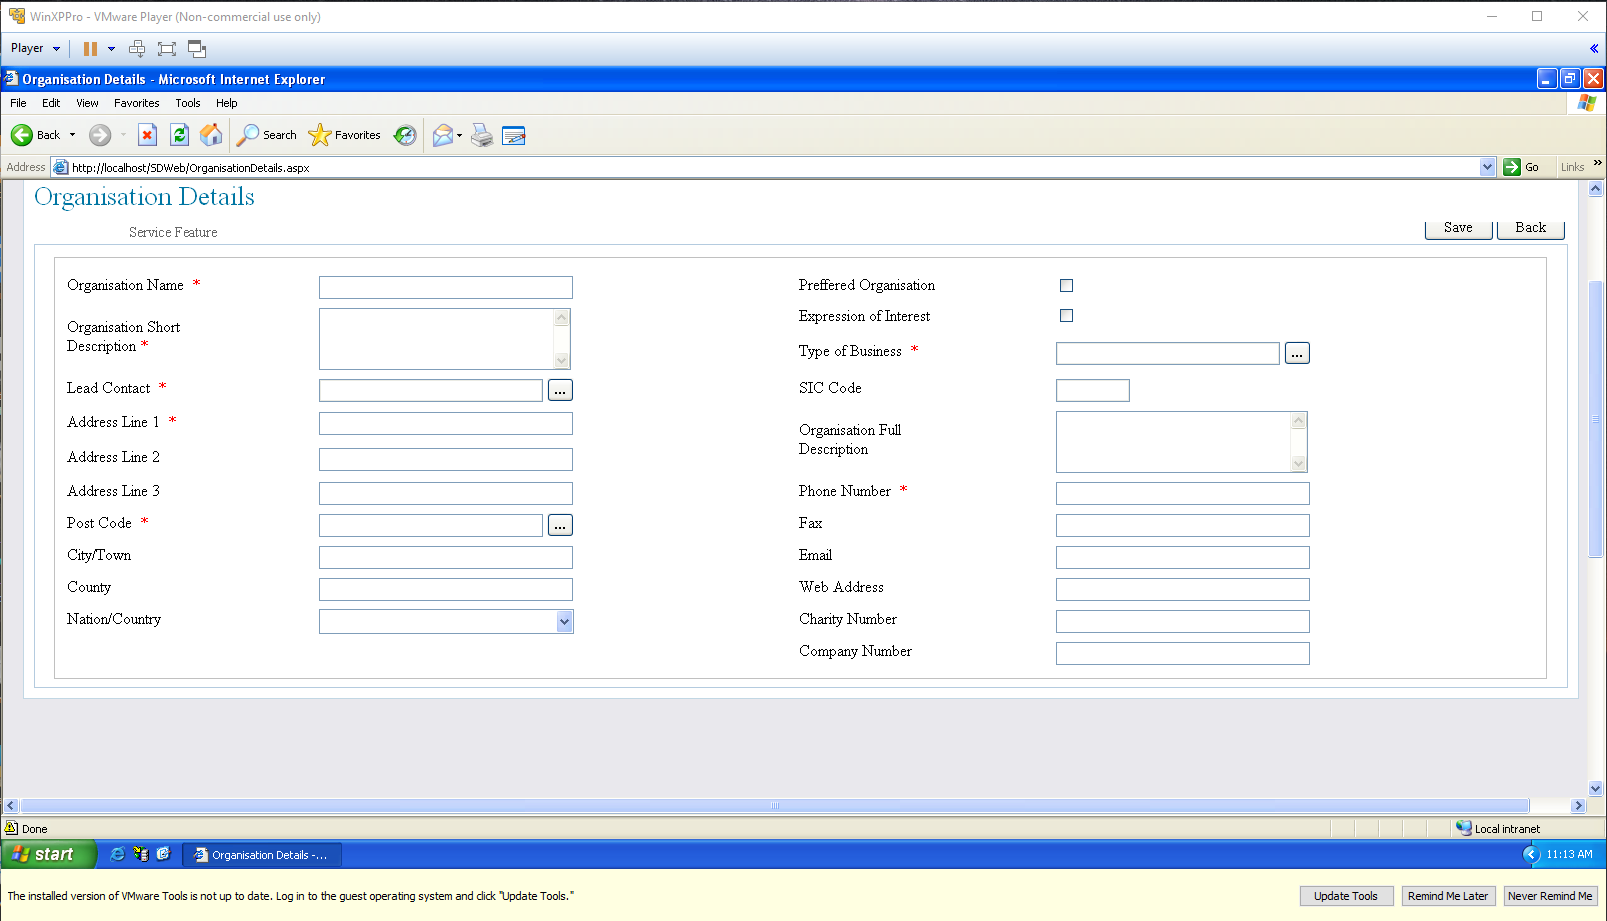 WinXPPro - VMware Player (Non-commercial use only)
Player
Organisation Details - Microsoft Internet Explorer
File Edit View Favorites Tools Help
Back Search Favorites
Address http://localhost/SDWeb/OrganisationDetails.aspx Go Links
Organisation Details
Service Feature
Save Back
Organisation Name *
Organisation Short
Description *
Lead Contact * ...
Address Line 1 *
Address Line 2
Address Line 3
Post Code * ...
City/Town
County
Nation/Country
Preffered Organisation
Expression of Interest
Type of Business * ...
SIC Code
Organisation Full
Description
Phone Number *
Fax
Email
Web Address
Charity Number
Company Number
Done Local intranet
start Organisation Details -... 11:13 AM
The installed version of VMware Tools is not up to date. Log in to the guest operating system and click "Update Tools." Update Tools Remind Me Later Never Remind Me